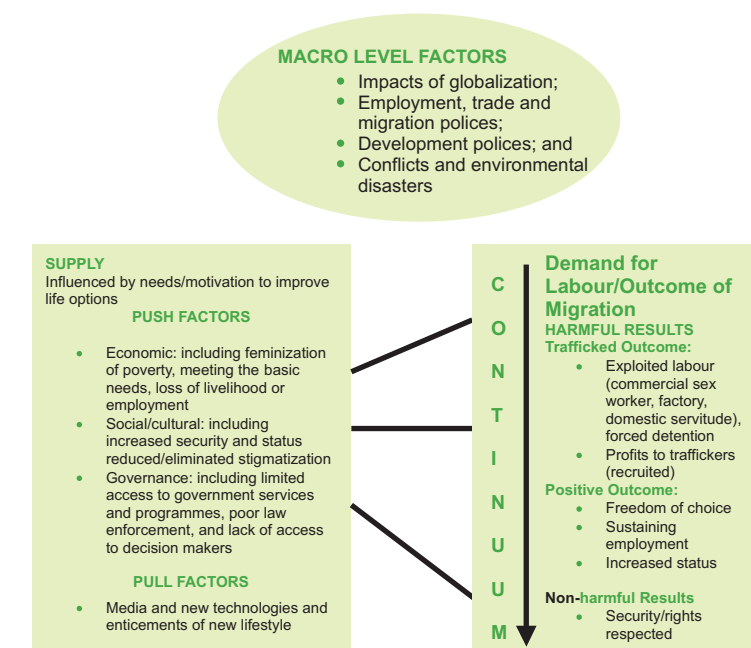 MACRO LEVEL FACTORS
• Impacts of globalization;
• Employment, trade and
migration polices;
• Development polices; and
• Conflicts and environmental
disasters
SUPPLY
Influenced by needs/motivation to improve
life options
PUSH FACTORS
• Economic: including feminization
of poverty, meeting the basic
needs, loss of livelihood or
employment
• Social/cultural: including
increased security and status
reduced/eliminated stigmatization
• Governance: including limited
access to government services
and programmes, poor law
enforcement, and lack of access
to decision makers
PULL FACTORS
• Media and new technologies and
enticements of new lifestyle
C
O
N
T
I
N
U
U
M
Demand for
Labour/Outcome of
Migration
HARMFUL RESULTS
Trafficked Outcome:
• Exploited labour
(commercial sex
worker, factory,
domestic servitude),
forced detention
• Profits to traffickers
(recruited)
Positive Outcome:
• Freedom of choice
• Sustaining
employment
• Increased status
Non-harmful Results
• Security/rights
respected